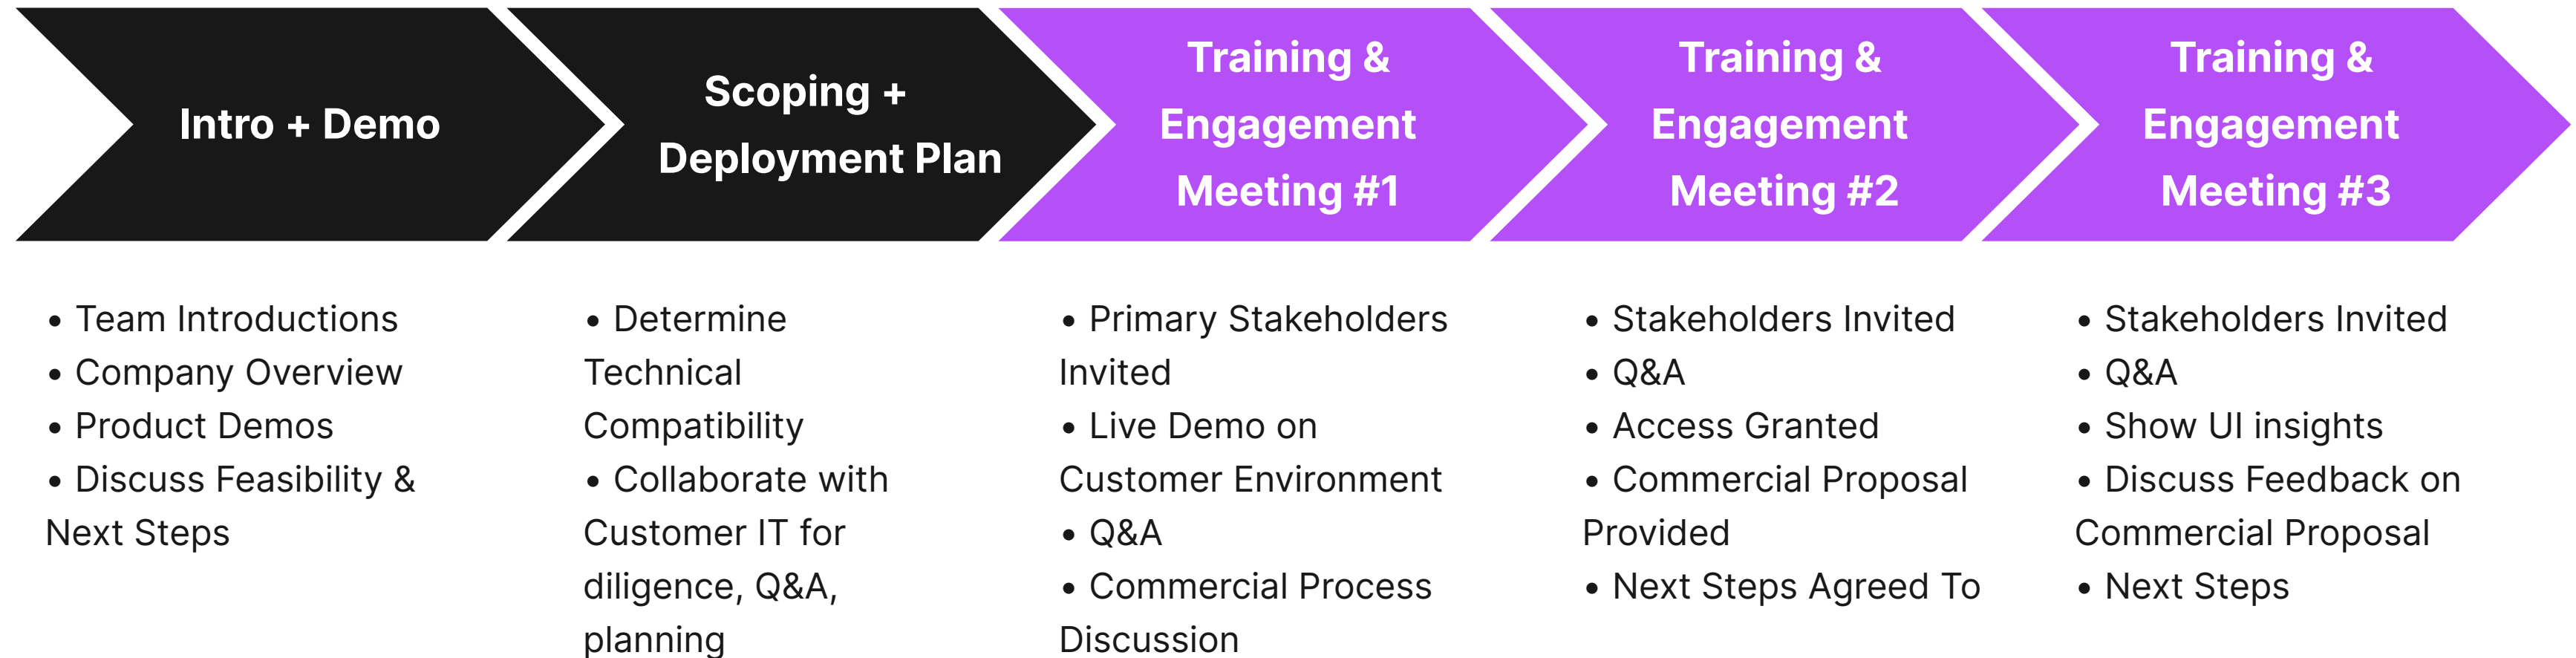 Intro + Demo
Scoping +
Deployment Plan
Training &
Engagement
Meeting #1
Training &
Engagement
Meeting #2
Training &
Engagement
Meeting #3
• Team Introductions
• Company Overview
• Product Demos
• Discuss Feasibility &
Next Steps
• Determine
Technical
Compatibility
• Collaborate with
Customer IT for
diligence, Q&A,
planning
• Primary Stakeholders
Invited
• Live Demo on
Customer Environment
• Q&A
• Commercial Process
Discussion
• Stakeholders Invited
• Q&A
• Access Granted
• Commercial Proposal
Provided
• Next Steps Agreed To
• Stakeholders Invited
• Q&A
• Show UI insights
• Discuss Feedback on
Commercial Proposal
• Next Steps